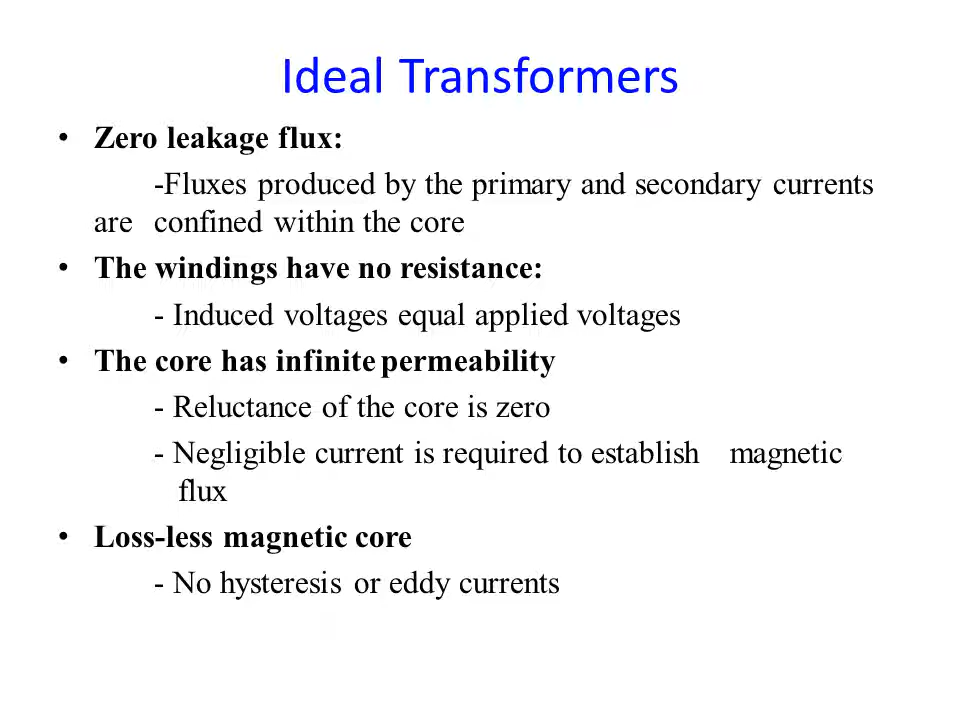 Ideal Transformers
• Zero leakage flux:
-Fluxes produced by the primary and secondary currents
are confined within the core
• The windings have no resistance:
- Induced voltages equal applied voltages
• The core has infinite permeability
- Reluctance of the core is zero
- Negligible current is required to establish magnetic
flux
• Loss-less magnetic core
- No hysteresis or eddy currents